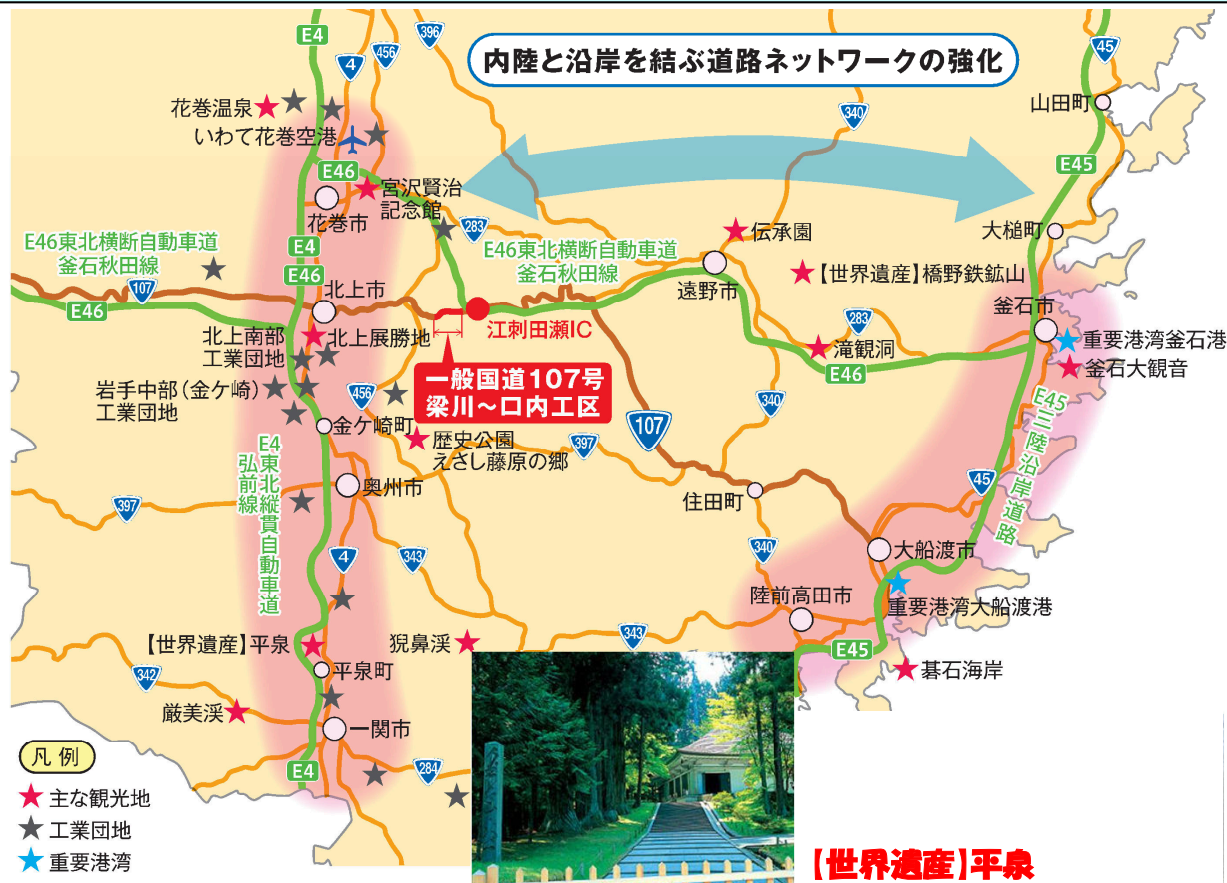 内陸と沿岸を結ぶ道路ネットワークの強化
E4
4
456
396
45
340
花巻温泉
いわて花巻空港
山田町
E46
E45
宮沢賢治
記念館
花巻市
283
伝承園
大槌町
E46東北横断自動車道
釜石秋田線
E4
E46
E46東北横断自動車道
釜石秋田線
107
E46
北上市
遠野市
【世界遺産】橋野鉄鉱山
釜石市
江刺田瀬IC
283
北上南部
工業団地
北上展勝地
滝観洞
重要港湾釜石港
釜石大観音
一般国道107号
梁川～口内工区
E46
岩手中部(金ケ崎)
工業団地
456
340
107
金ケ崎町
歴史公園
えさし藤原の郷
397
E4東北縦貫自動車道
弘前線
E45三陸沿岸道路
奥州市
397
住田町
45
4
343
340
大船渡市
陸前高田市
重要港湾大船渡港
【世界遺産】平泉
猊鼻渓
343
E45
342
平泉町
碁石海岸
厳美渓
一関市
E4
284
凡例
主な観光地
工業団地
重要港湾
【世界遺産】平泉